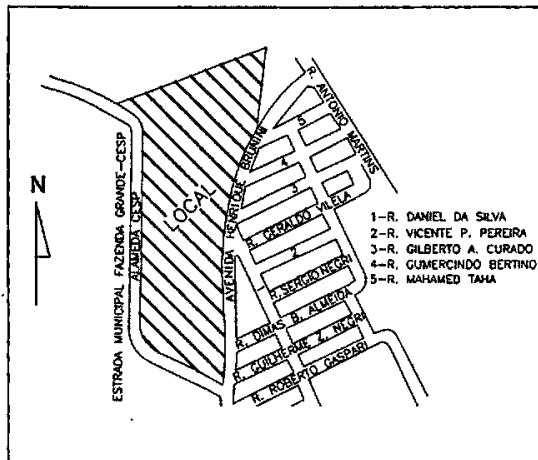 N
ESTRADA MUNICIPAL FAZENDA GRANDE-CESP
ALAMEDA CESP
LOCAL
AVENIDA HENRIQUE BRUNINI
R. ANTONIO MARTINS
5
4
3
R. GERALDO VILELA
2
R. SERGIO NEGRI
1
R. DIMAS B. ALMEIDA
R. GUILHERME Z. NEGRI
R. ROBERTO GASPARI
1-R. DANIEL DA SILVA
2-R. VICENTE P. PEREIRA
3-R. GILBERTO A. CURADO
4-R. GUMERCINDO BERTINO
5-R. MAHAMED TAHA